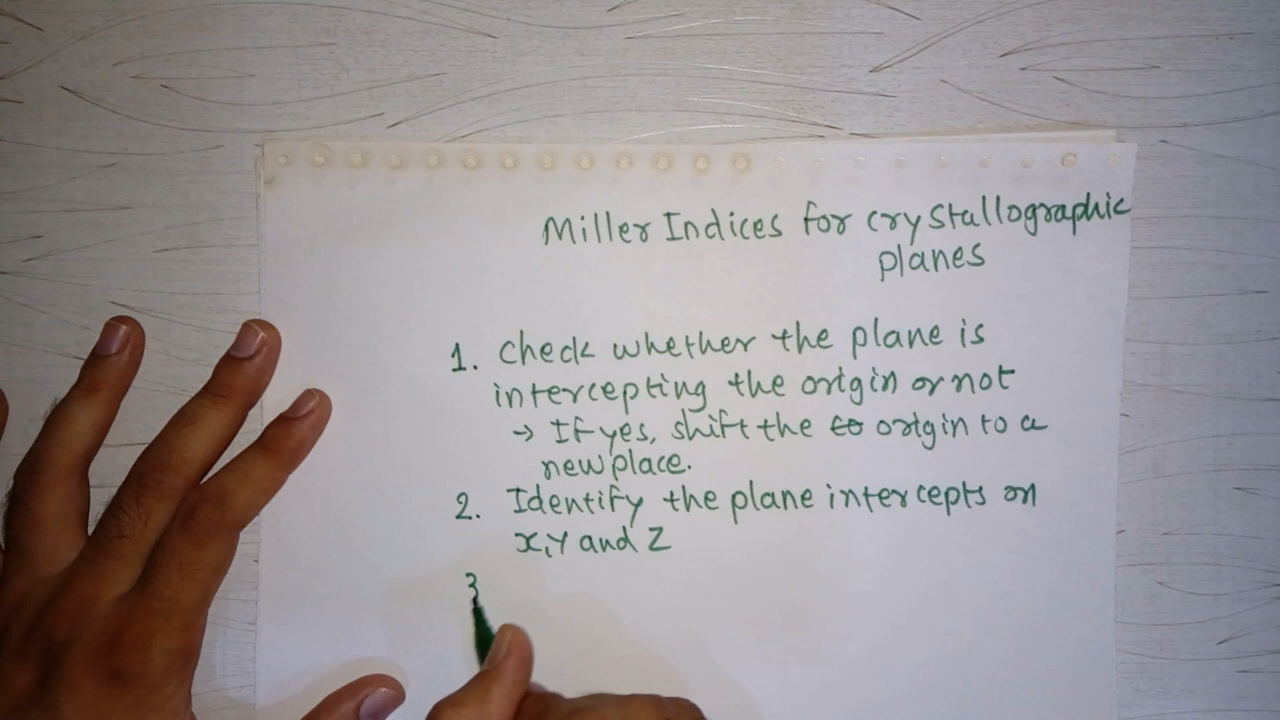 Miller Indices for crystallographic
planes
1. Check whether the plane is
intercepting the origin or not
→ If yes, shift the origin to a
new place.
2. Identify the plane intercepts on
x, y and z
3